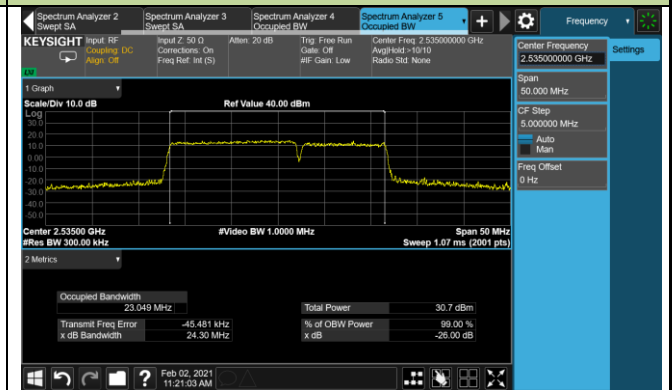 Spectrum Analyzer 2
Swept SA
Spectrum Analyzer 3
Swept SA
Spectrum Analyzer 4
Occupied BW
Spectrum Analyzer 5
Occupied BW
Frequency
KEYSIGHT
Input: RF
Coupling: DC
Align: Off
Input Z: 50 Ω
Corrections: On
Freq Ref: Int (S)
Atten: 20 dB
Trig: Free Run
Gate: Off
#IF Gain: Low
Center Freq: 2.535000000 GHz
Avg|Hold:>10/10
Radio Std: None
Center Frequency
2.535000000 GHz
Settings
Span
50.000 MHz
CF Step
5.000000 MHz
Auto
Man
Freq Offset
0 Hz
1 Graph
Scale/Div 10.0 dB
Ref Value 40.00 dBm
Log
30.0
20.0
10.0
0.00
-10.0
-20.0
-30.0
-40.0
-50.0
Center 2.53500 GHz
#Video BW 1.0000 MHz
Span 50 MHz
#Res BW 300.00 kHz
Sweep 1.07 ms (2001 pts)
2 Metrics
Occupied Bandwidth
23.049 MHz
Total Power
30.7 dBm
Transmit Freq Error
-45.481 kHz
% of OBW Power
99.00 %
x dB Bandwidth
24.30 MHz
x dB
-26.00 dB
?
Feb 02, 2021
11:21:03 AM